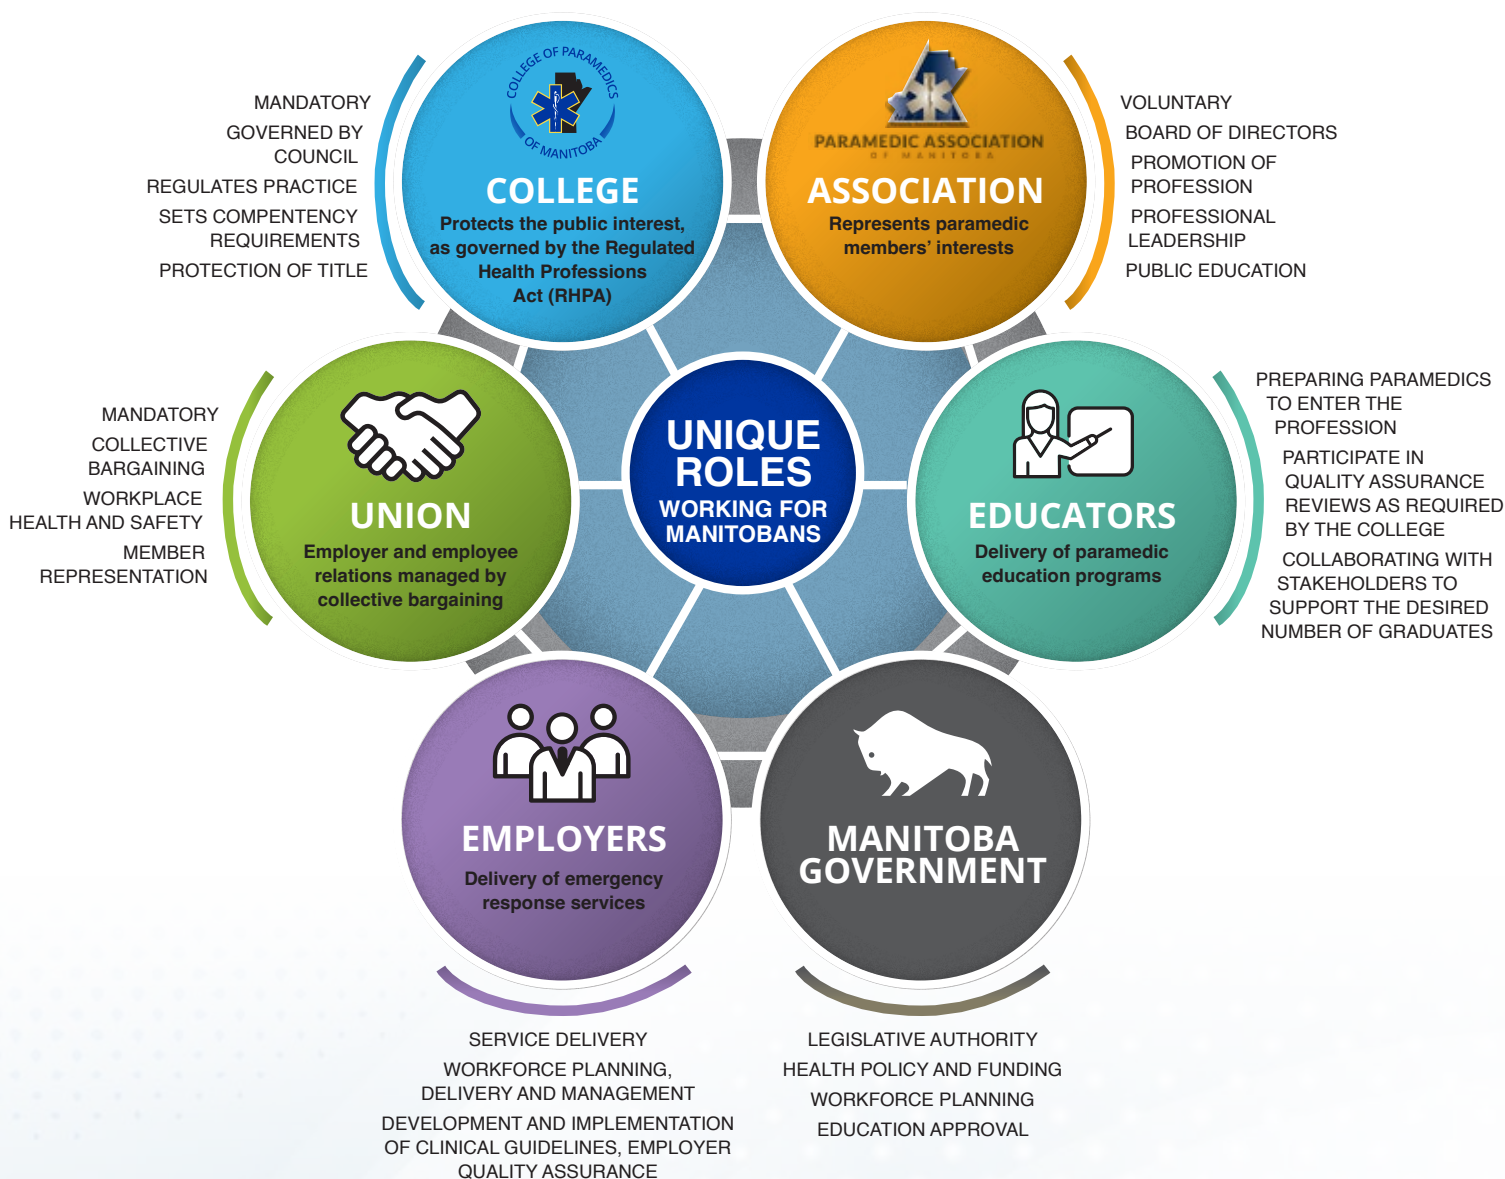 COLLEGE OF PARAMEDICS
OF MANITOBA
COLLEGE
Protects the public interest,
as governed by the Regulated
Health Professions
Act (RHPA)
MANDATORY
GOVERNED BY
COUNCIL
REGULATES PRACTICE
SETS COMPENTENCY
REQUIREMENTS
PROTECTION OF TITLE
PARAMEDIC ASSOCIATION
OF MANITOBA
ASSOCIATION
Represents paramedic
members' interests
VOLUNTARY
BOARD OF DIRECTORS
PROMOTION OF
PROFESSION
PROFESSIONAL
LEADERSHIP
PUBLIC EDUCATION
MANDATORY
COLLECTIVE
BARGAINING
WORKPLACE
HEALTH AND SAFETY
MEMBER
REPRESENTATION
UNION
Employer and employee
relations managed by
collective bargaining
UNIQUE
ROLES
WORKING FOR
MANITOBANS
EDUCATORS
Delivery of paramedic
education programs
PREPARING PARAMEDICS
TO ENTER THE
PROFESSION
PARTICIPATE IN
QUALITY ASSURANCE
REVIEWS AS REQUIRED
BY THE COLLEGE
COLLABORATING WITH
STAKEHOLDERS TO
SUPPORT THE DESIRED
NUMBER OF GRADUATES
EMPLOYERS
Delivery of emergency
response services
SERVICE DELIVERY
WORKFORCE PLANNING,
DELIVERY AND MANAGEMENT
DEVELOPMENT AND IMPLEMENTATION
OF CLINICAL GUIDELINES, EMPLOYER
QUALITY ASSURANCE
MANITOBA
GOVERNMENT
LEGISLATIVE AUTHORITY
HEALTH POLICY AND FUNDING
WORKFORCE PLANNING
EDUCATION APPROVAL